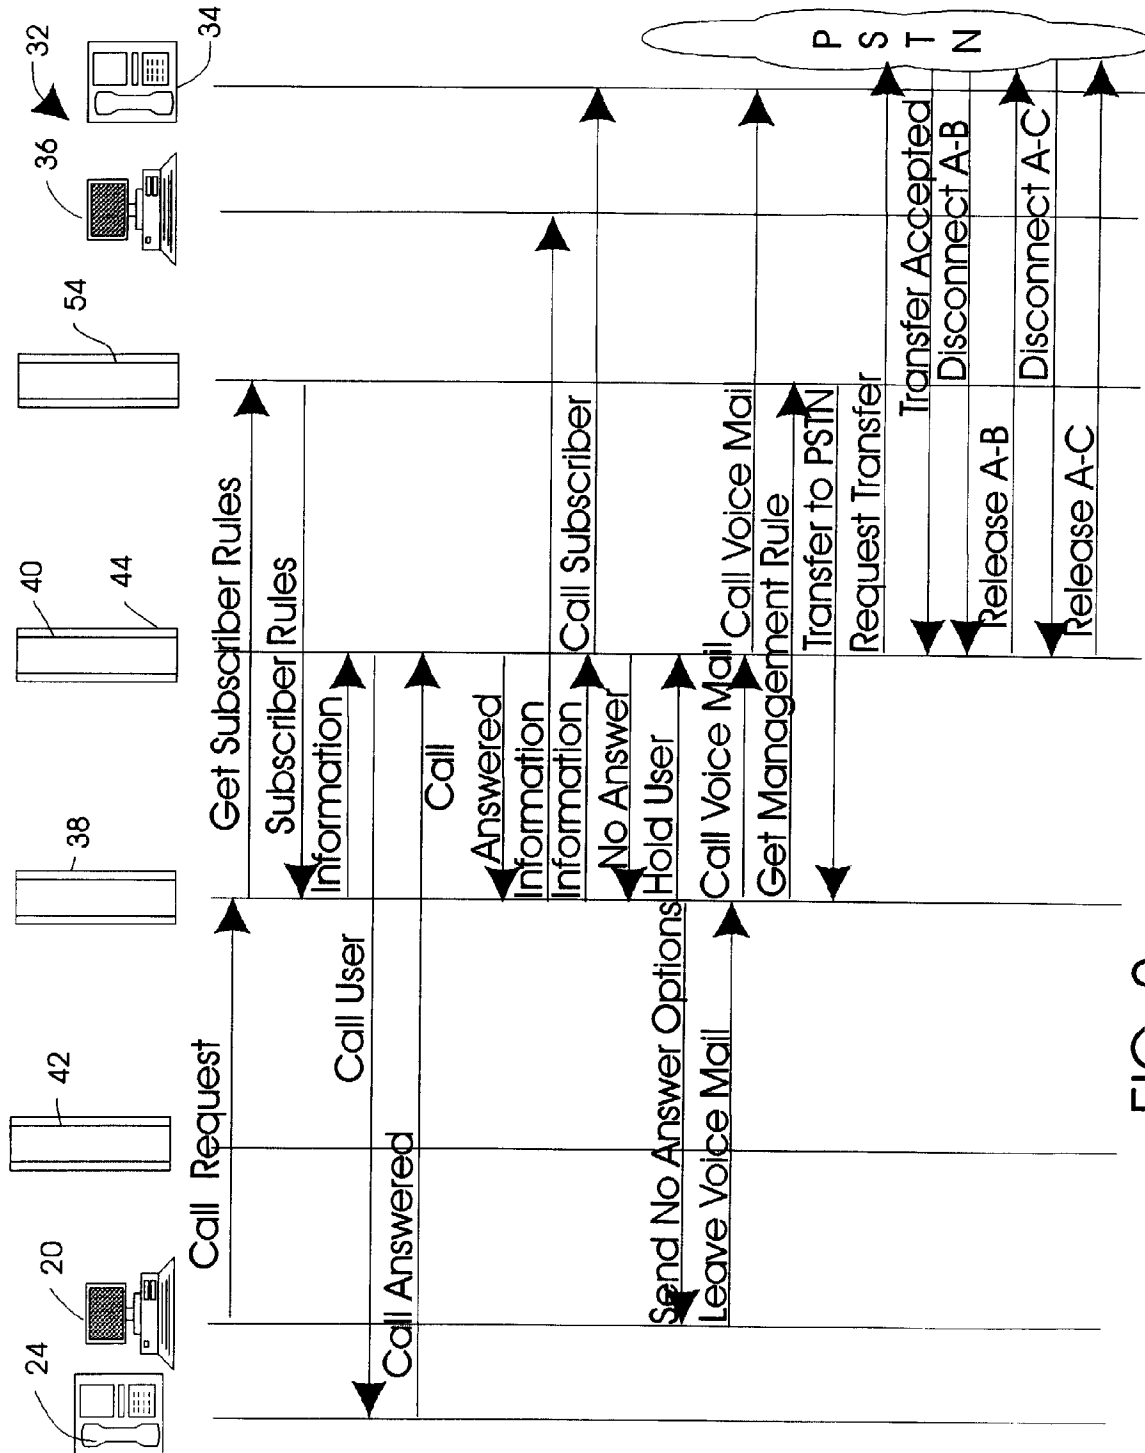 24
20
42
38
40
44
54
36
32
34
Call Request
Get Subscriber Rules
Subscriber Rules
Information
Call User
Call Answered
Call
Answered
Information
Information
Call Subscriber
No Answer
Hold User
Send No Answer Options
Leave Voice Mail
Call Voice Mail
Call Voice Mail
Get Management Rule
Transfer to PSTN
Request Transfer
PSTN
Transfer Accepted
Disconnect A-B
Release A-B
Disconnect A-C
Release A-C
FIG.